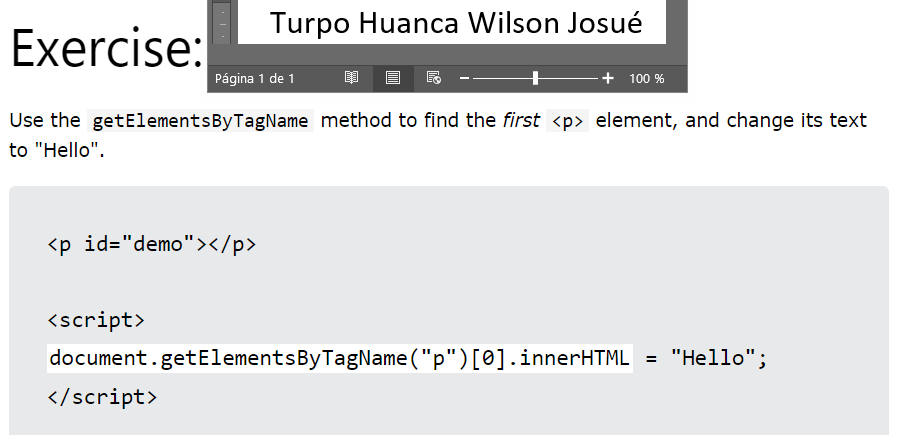 Turpo Huanca Wilson Josué
Exercise:
Página 1 de 1 100 %
Use the getElementsByTagName method to find the first <p> element, and change its text
to "Hello".
<p id="demo"></p>
<script>
document.getElementsByTagName("p")[0].innerHTML = "Hello";
</script>